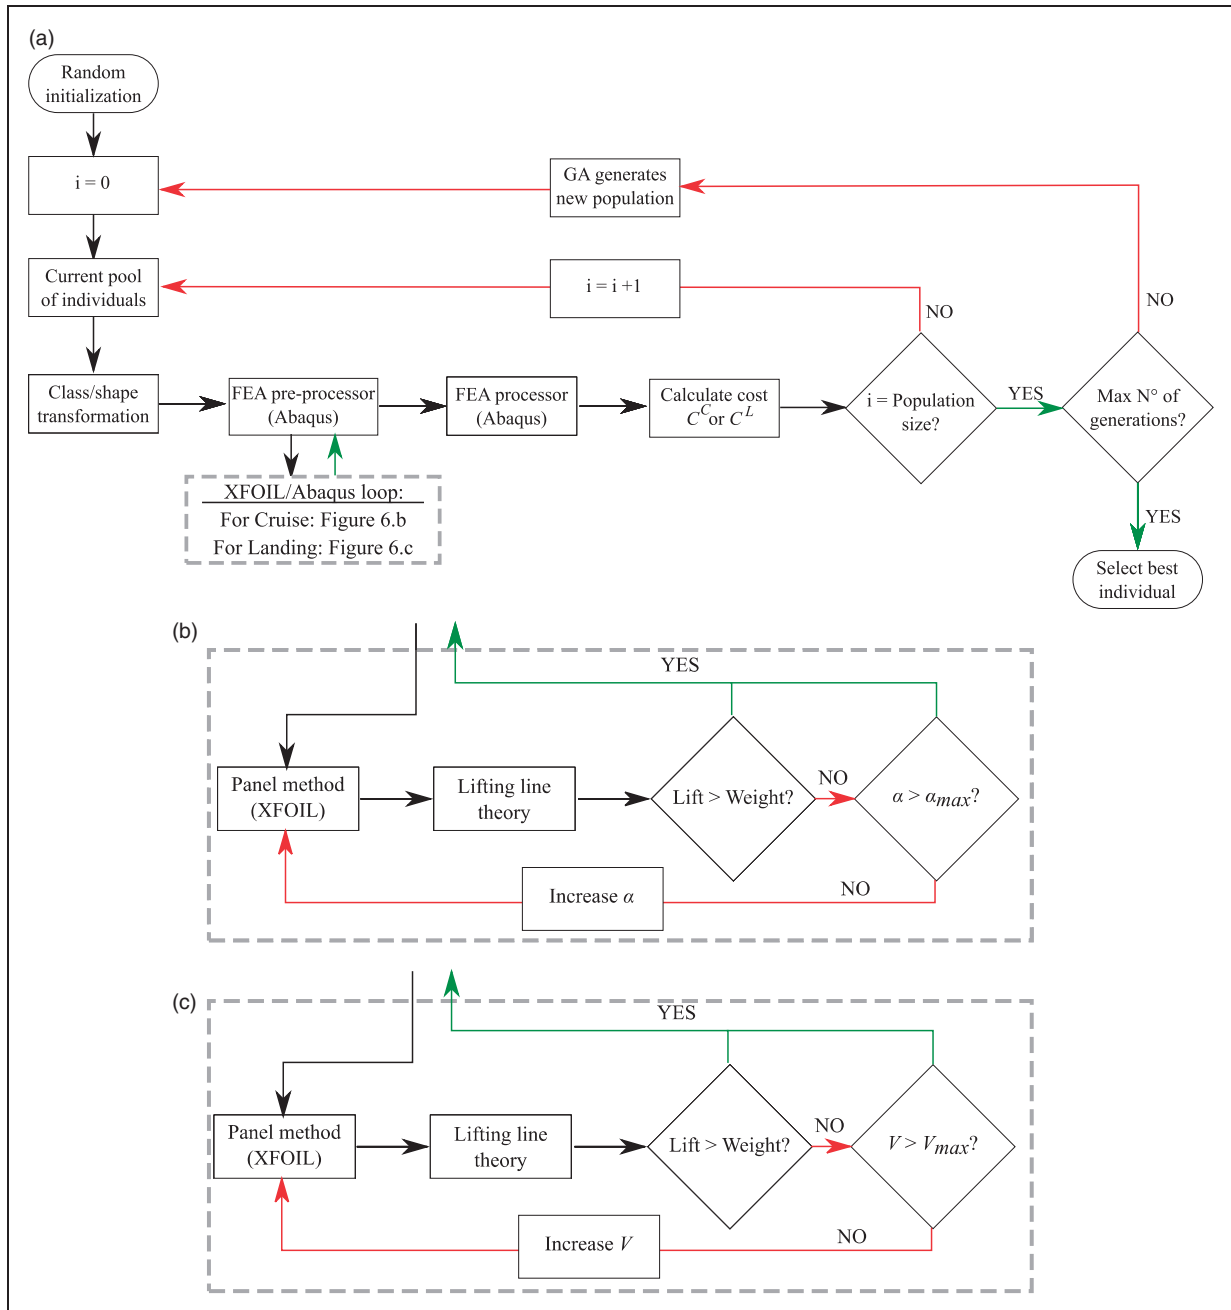 (a)
Random
initialization
i = 0
GA generates
new population
Current pool
of individuals
i = i +1
NO
NO
Class/shape
transformation
FEA pre-processor
(Abaqus)
FEA processor
(Abaqus)
Calculate cost
C^C or C^L
i = Population
size?
YES
Max N° of
generations?
XFOIL/Abaqus loop:
For Cruise: Figure 6.b
For Landing: Figure 6.c
YES
Select best
individual
(b)
YES
Panel method
(XFOIL)
Lifting line
theory
Lift > Weight?
NO
α > α_max?
Increase α
NO
(c)
YES
Panel method
(XFOIL)
Lifting line
theory
Lift > Weight?
NO
V > V_max?
Increase V
NO